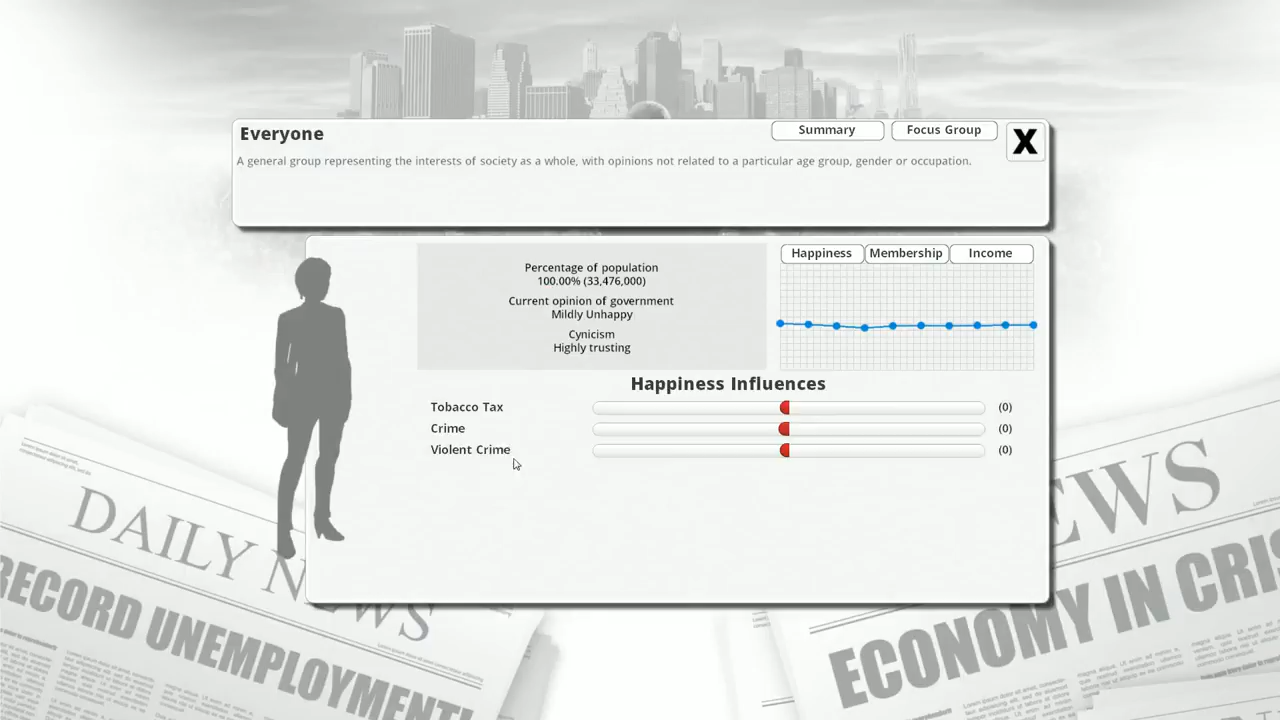 Everyone
Summary
Focus Group
X
A general group representing the interests of society as a whole, with opinions not related to a particular age group, gender or occupation.
Percentage of population
100.00% (33,476,000)
Current opinion of government
Mildly Unhappy
Cynicism
Highly trusting
Happiness
Membership
Income
Happiness Influences
Tobacco Tax (0)
Crime (0)
Violent Crime (0)
DAILY NEWS
RECORD UNEMPLOYMENT!
EWS
ECONOMY IN CRIS